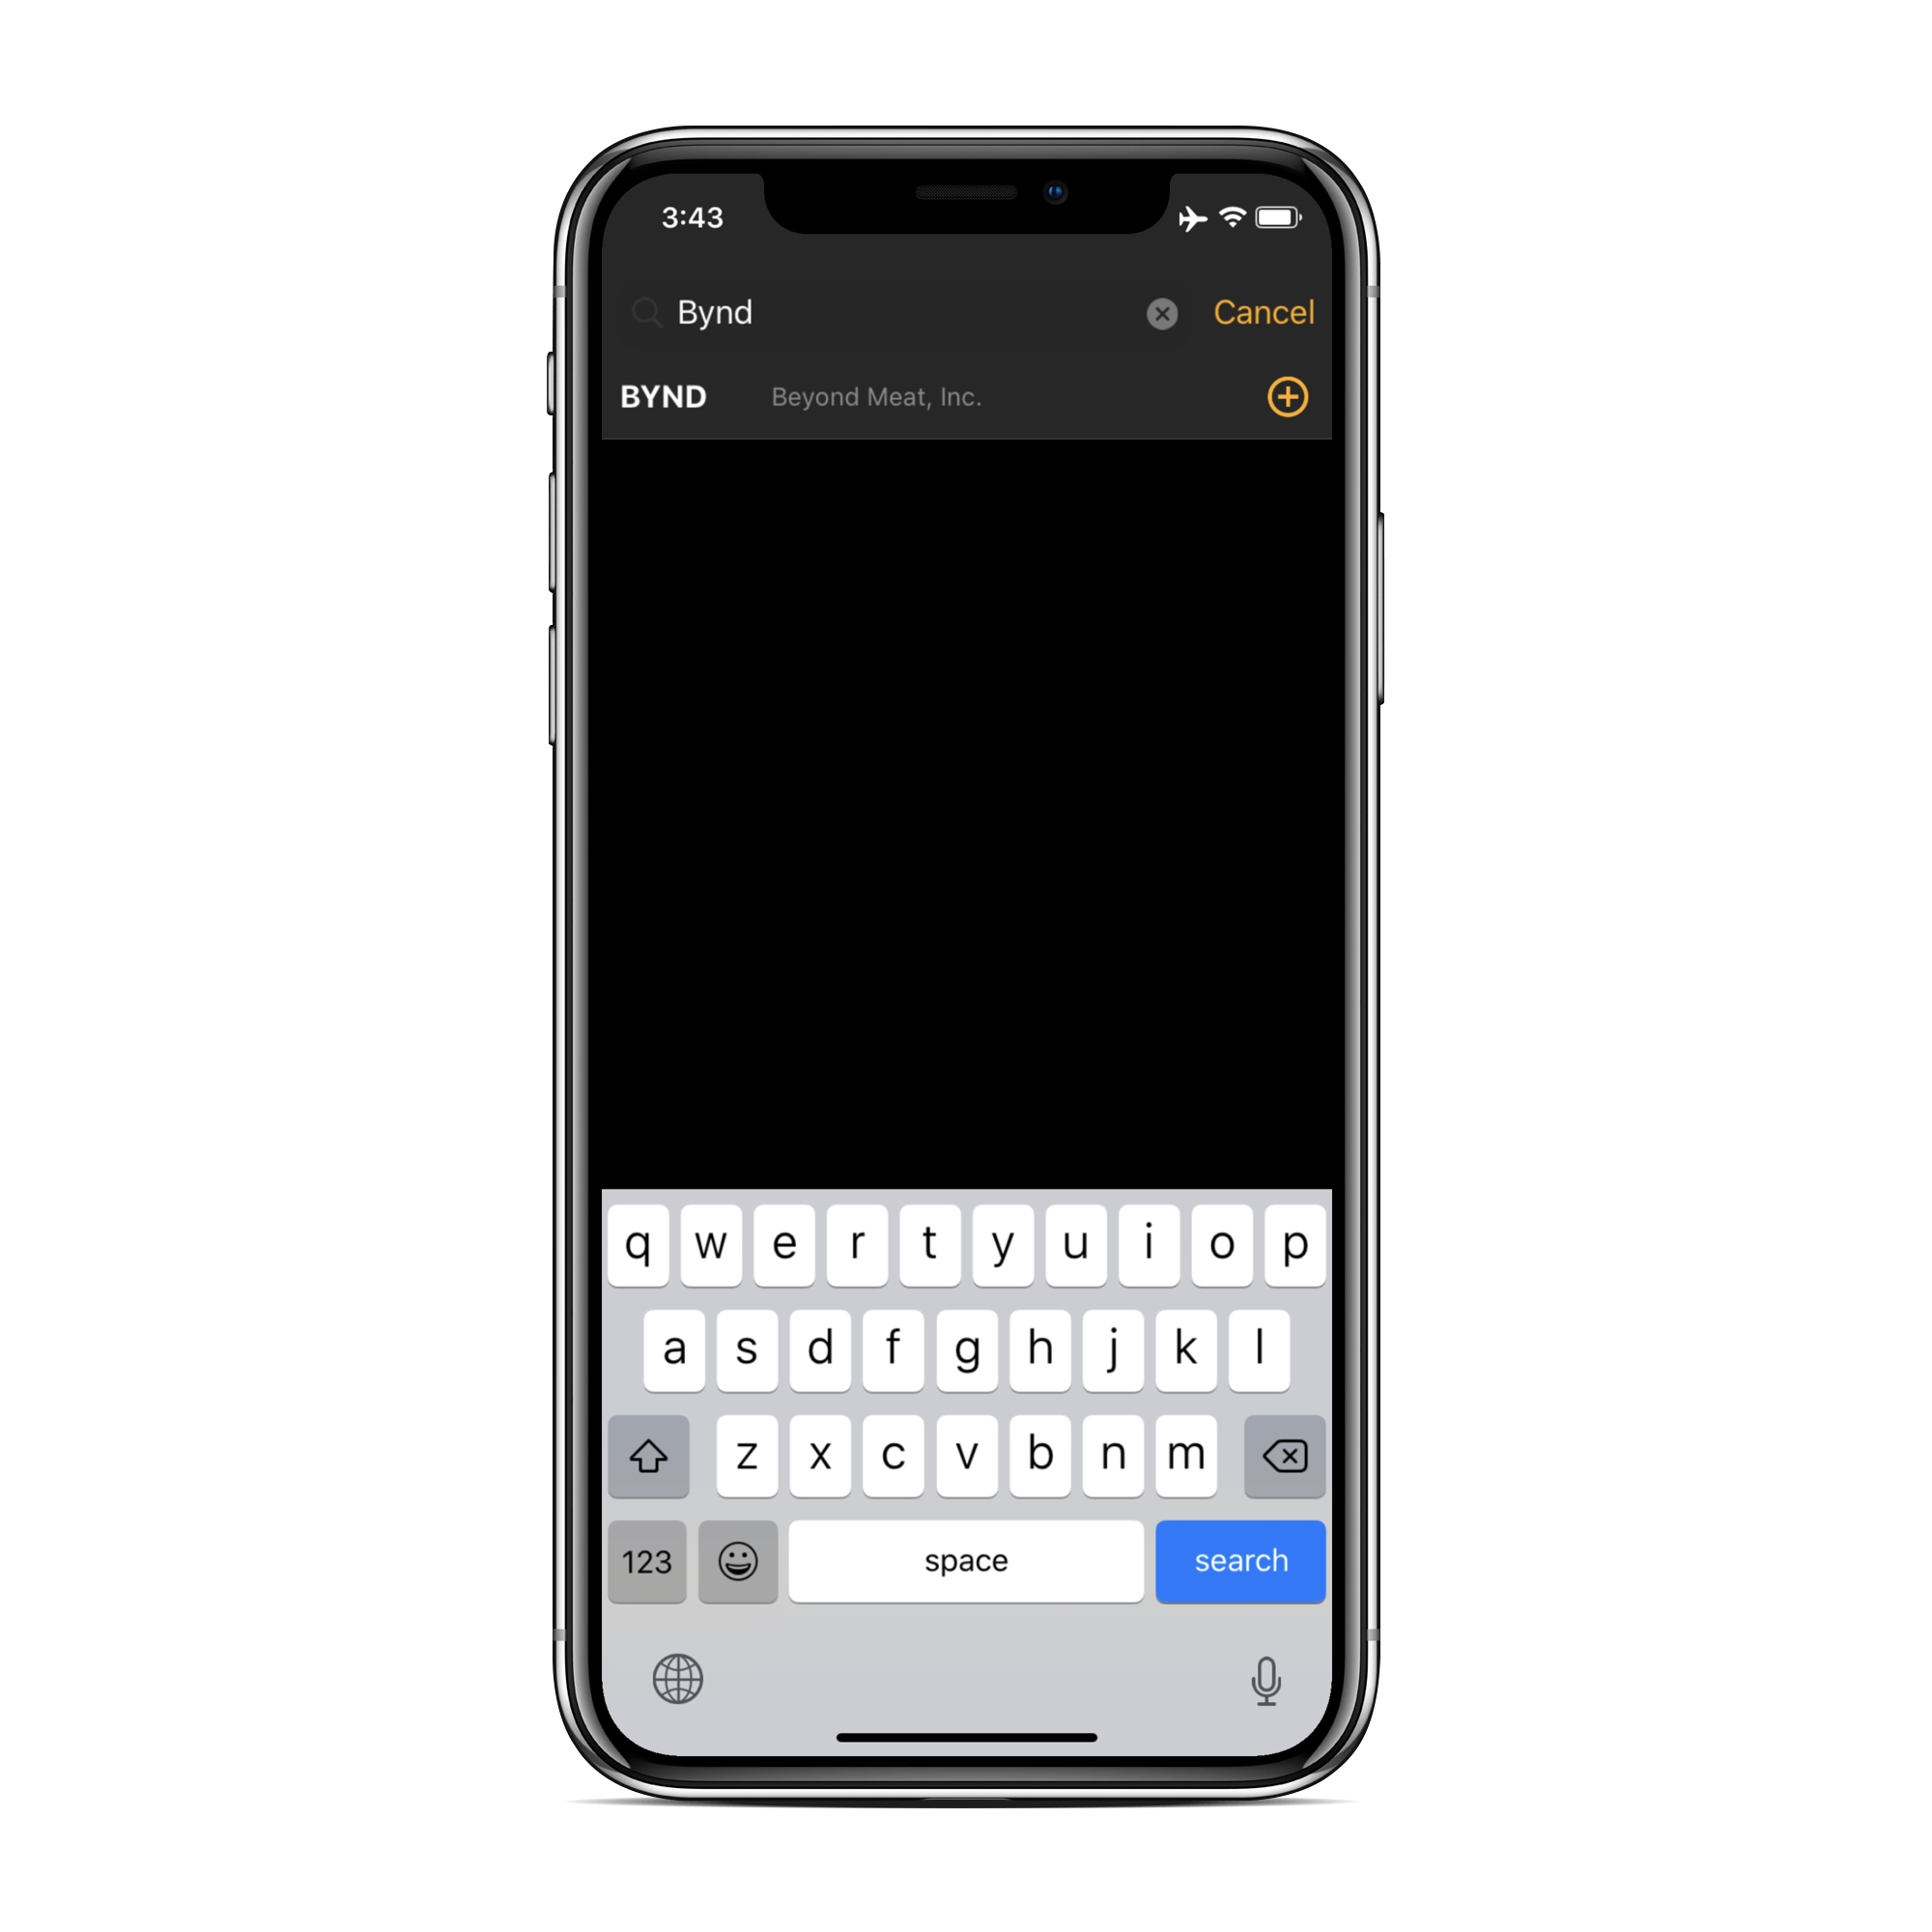 3:43
Bynd Cancel
BYND Beyond Meat, Inc.
q w e r t y u i o p
a s d f g h j k l
z x c v b n m
123 space search